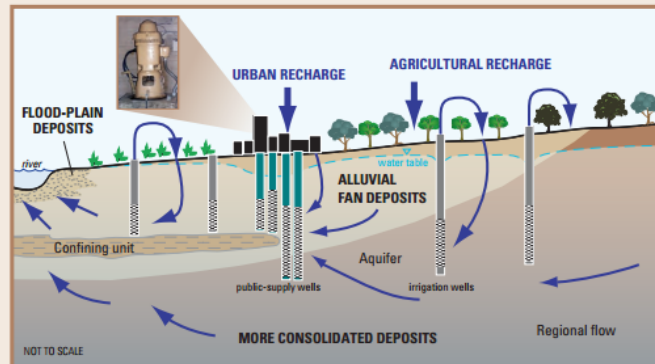 URBAN RECHARGE
AGRICULTURAL RECHARGE
FLOOD-PLAIN
DEPOSITS
river
water table
ALLUVIAL
FAN DEPOSITS
Confining unit
Aquifer
public-supply wells
irrigation wells
MORE CONSOLIDATED DEPOSITS
Regional flow
NOT TO SCALE